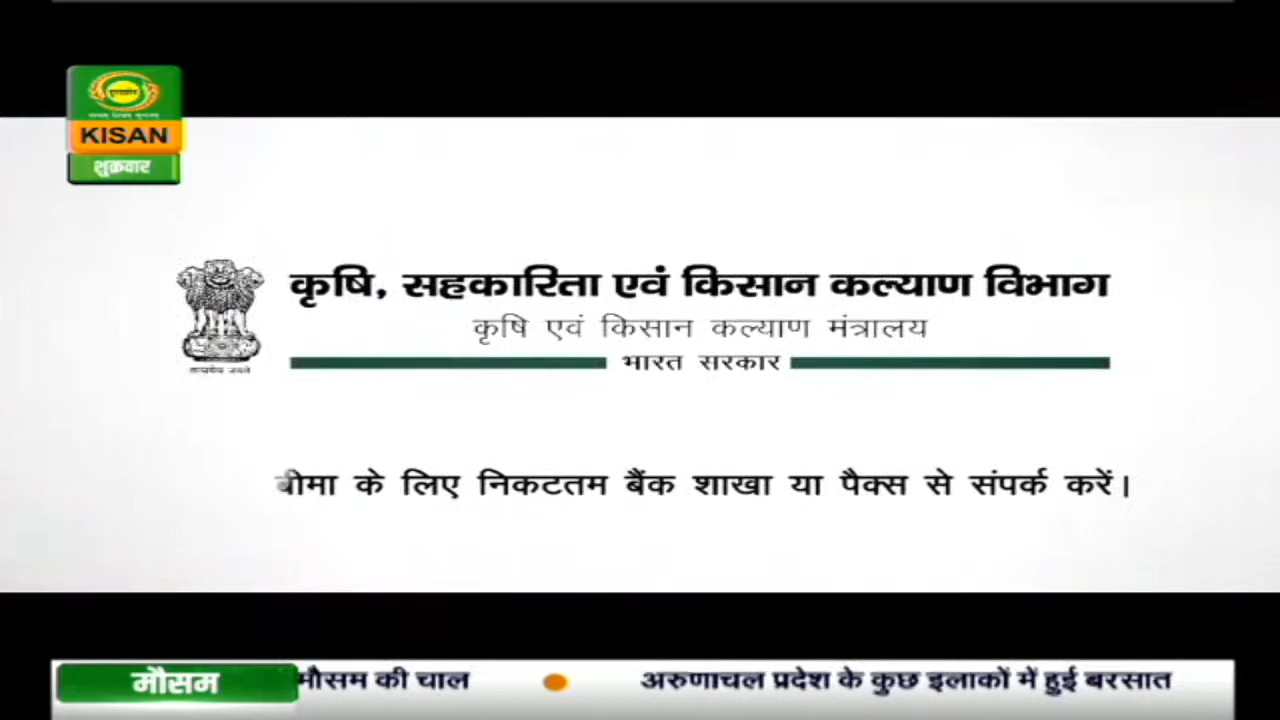 KISAN
शुक्रवार
कृषि, सहकारिता एवं किसान कल्याण विभाग
कृषि एवं किसान कल्याण मंत्रालय
भारत सरकार
बीमा के लिए निकटतम बैंक शाखा या पैक्स से संपर्क करें।
मौसम मौसम की चाल अरुणाचल प्रदेश के कुछ इलाकों में हुई बरसात